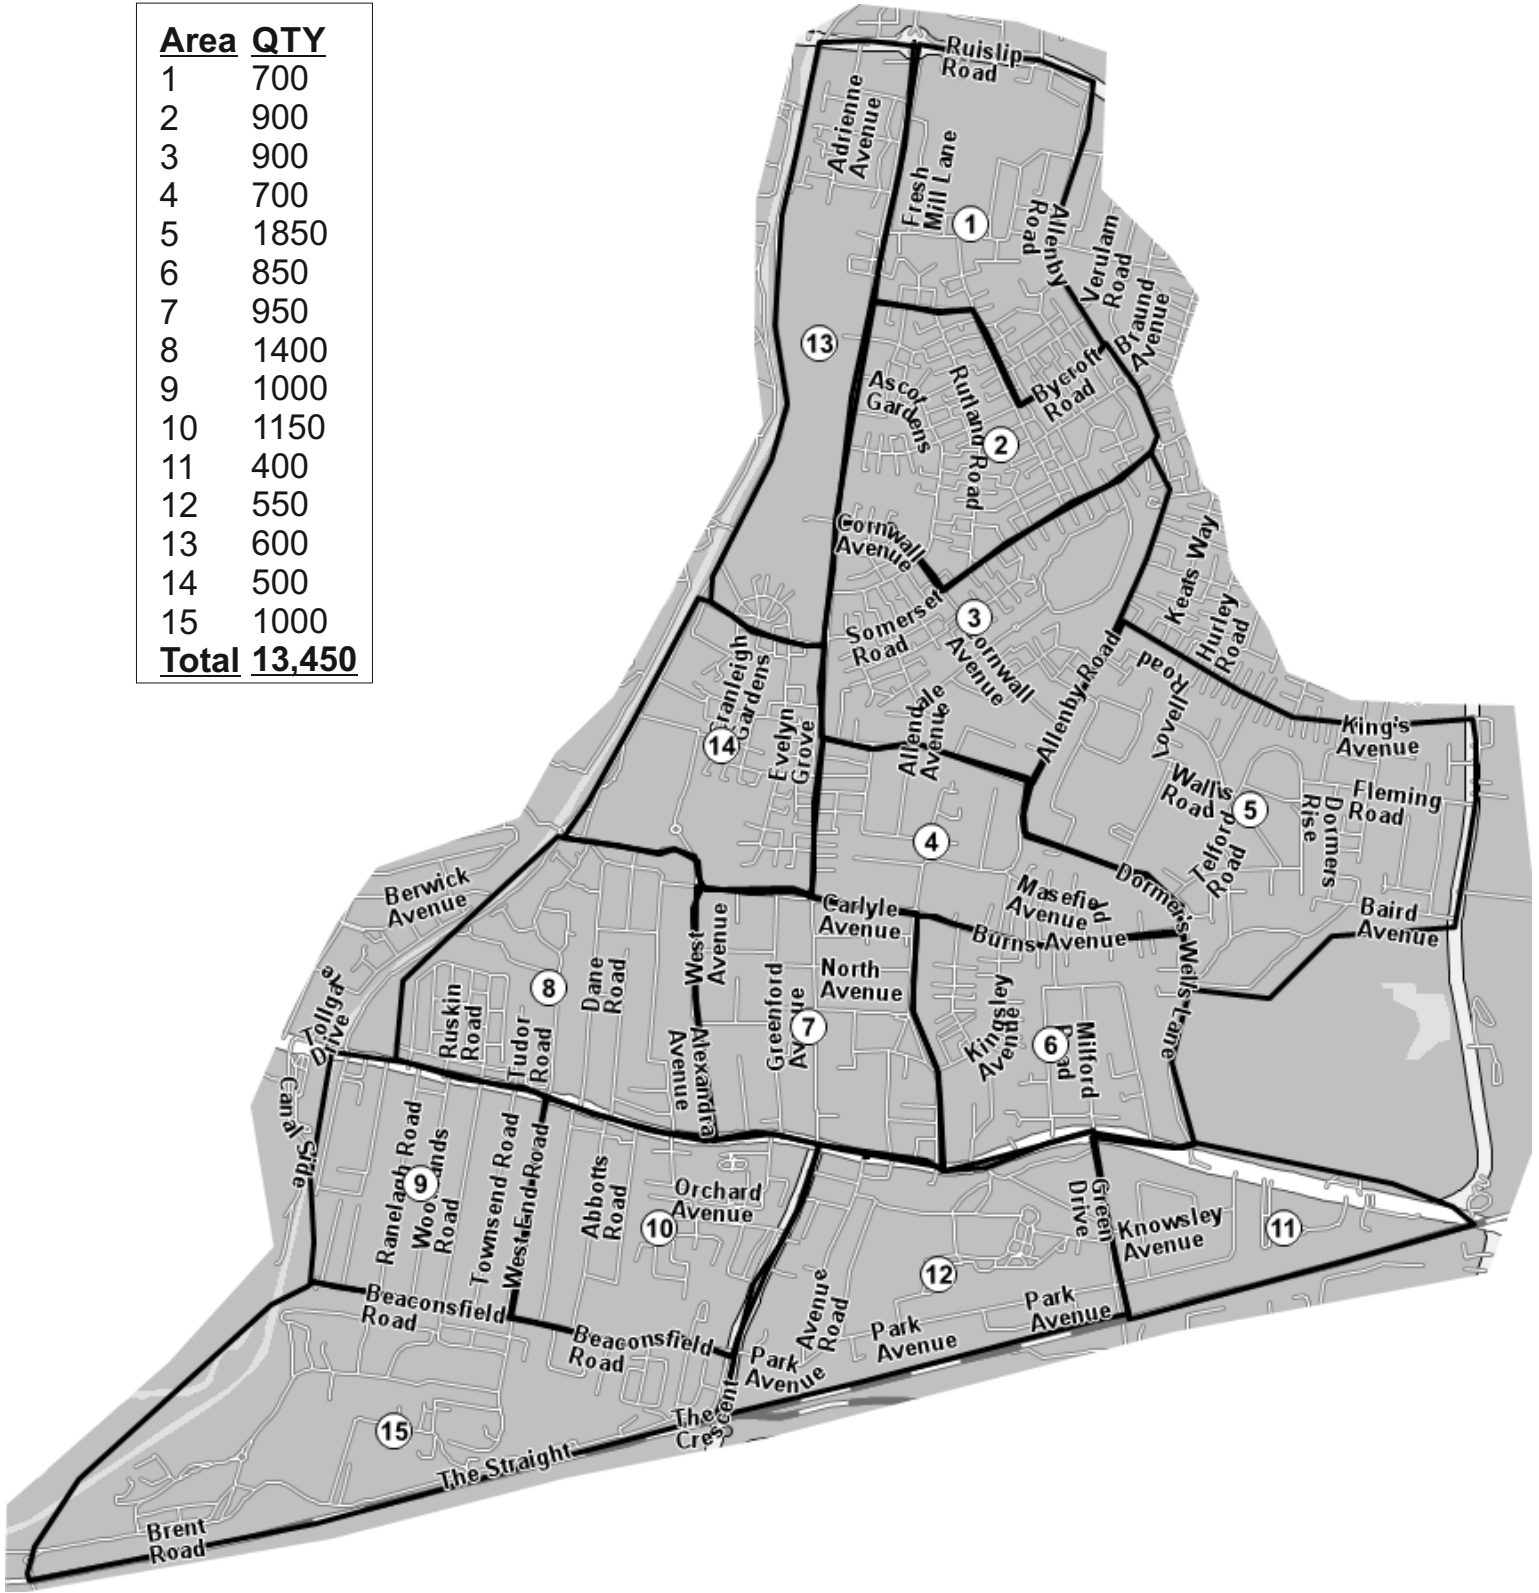 Area QTY
1 700
2 900
3 900
4 700
5 1850
6 850
7 950
8 1400
9 1000
10 1150
11 400
12 550
13 600
14 500
15 1000
Total 13,450
Ruislip
Road
Adrienne
Avenue
Fresh
Mill Lane
1
Allenby
Road
Verulam
Road
Braund
Avenue
13
Ascot
Gardens
Rutland Road
Bycroft
Road
2
Cornwall
Avenue
Keats Way
Hurley
Road
Somerset
Road
3
Cornwall
Avenue
Allenby Road
Lovell Road
King's
Avenue
Cranleigh
Gardens
14
Evelyn
Grove
Allendale
Avenue
Wallis
Road
5
Dormers
Rise
Fleming
Road
Telford
Road
4
Berwick
Avenue
Carlyle
Avenue
Masefield
Avenue
Burns Avenue
Dormer's Wells Lane
Baird
Avenue
West
Avenue
North
Avenue
Tollgate
Drive
Ruskin
Road
8
Dane
Road
Tudor
Road
Alexandra
Avenue
Greenford
Avenue
7
Kingsley
Avenue
6
Milford
Road
Canal Side
Ranelagh Road
9
Woodlands
Road
Townsend Road
West End Road
Abbotts
Road
10
Orchard
Avenue
Green
Drive
Knowsley
Avenue
11
12
Beaconsfield
Road
Beaconsfield
Road
Avenue
Road
Park
Avenue
Park
Avenue
Park
Avenue
15
The
Crescent
The Straight
Brent
Road